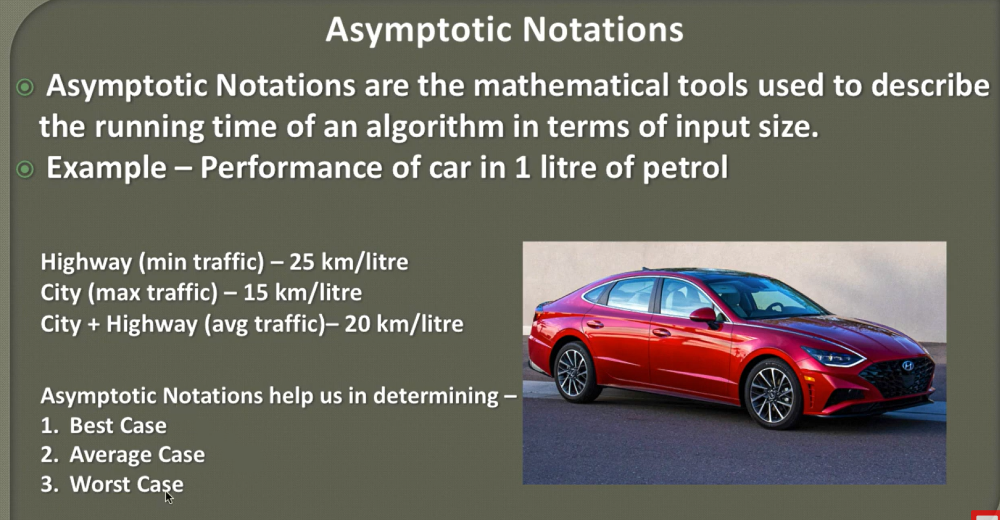 Asymptotic Notations
Asymptotic Notations are the mathematical tools used to describe
the running time of an algorithm in terms of input size.
Example – Performance of car in 1 litre of petrol
Highway (min traffic) – 25 km/litre
City (max traffic) – 15 km/litre
City + Highway (avg traffic)– 20 km/litre
Asymptotic Notations help us in determining –
1. Best Case
2. Average Case
3. Worst Case